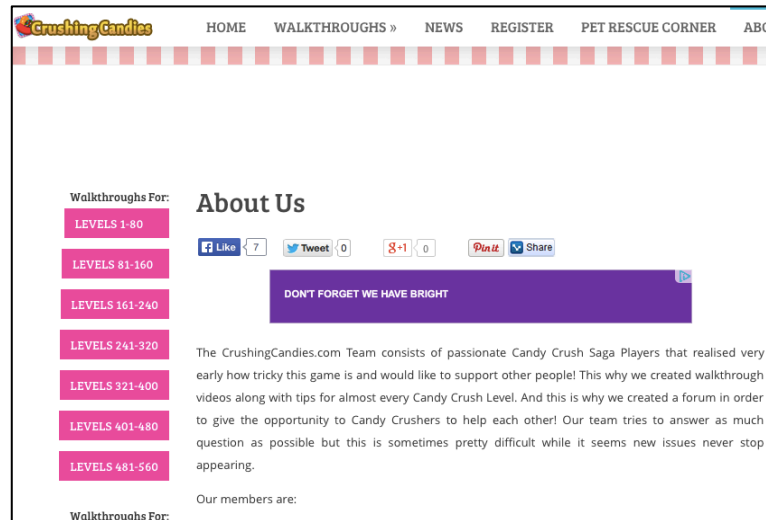 CrushingCandies
HOME WALKTHROUGHS » NEWS REGISTER PET RESCUE CORNER
Walkthroughs For:
LEVELS 1-80
LEVELS 81-160
LEVELS 161-240
LEVELS 241-320
LEVELS 321-400
LEVELS 401-480
LEVELS 481-560
Walkthroughs For:
About Us
Like 7 Tweet 0 g+1 0 Pin it Share
DON'T FORGET WE HAVE BRIGHT
The CrushingCandies.com Team consists of passionate Candy Crush Saga Players that realised very
early how tricky this game is and would like to support other people! This why we created walkthrough
videos along with tips for almost every Candy Crush Level. And this is why we created a forum in order
to give the opportunity to Candy Crushers to help each other! Our team tries to answer as much
question as possible but this is sometimes pretty difficult while it seems new issues never stop
appearing.
Our members are: